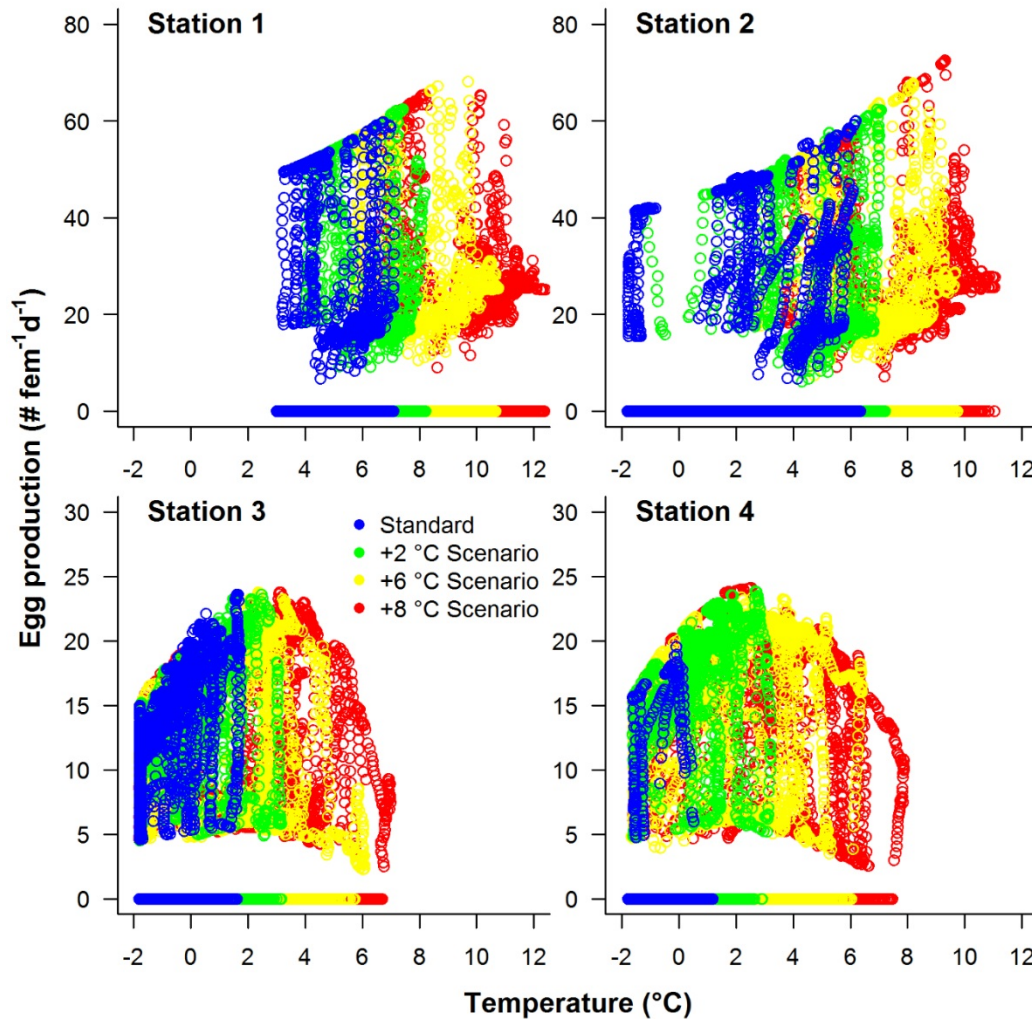 Station 1
Station 2
80
60
40
20
0
80
60
40
20
0
-2 0 2 4 6 8 10 12
-2 0 2 4 6 8 10 12
Egg production (# fem⁻¹d⁻¹)
Station 3
Station 4
Standard
+2 °C Scenario
+6 °C Scenario
+8 °C Scenario
30
25
20
15
10
5
0
30
25
20
15
10
5
0
-2 0 2 4 6 8 10 12
-2 0 2 4 6 8 10 12
Temperature (°C)